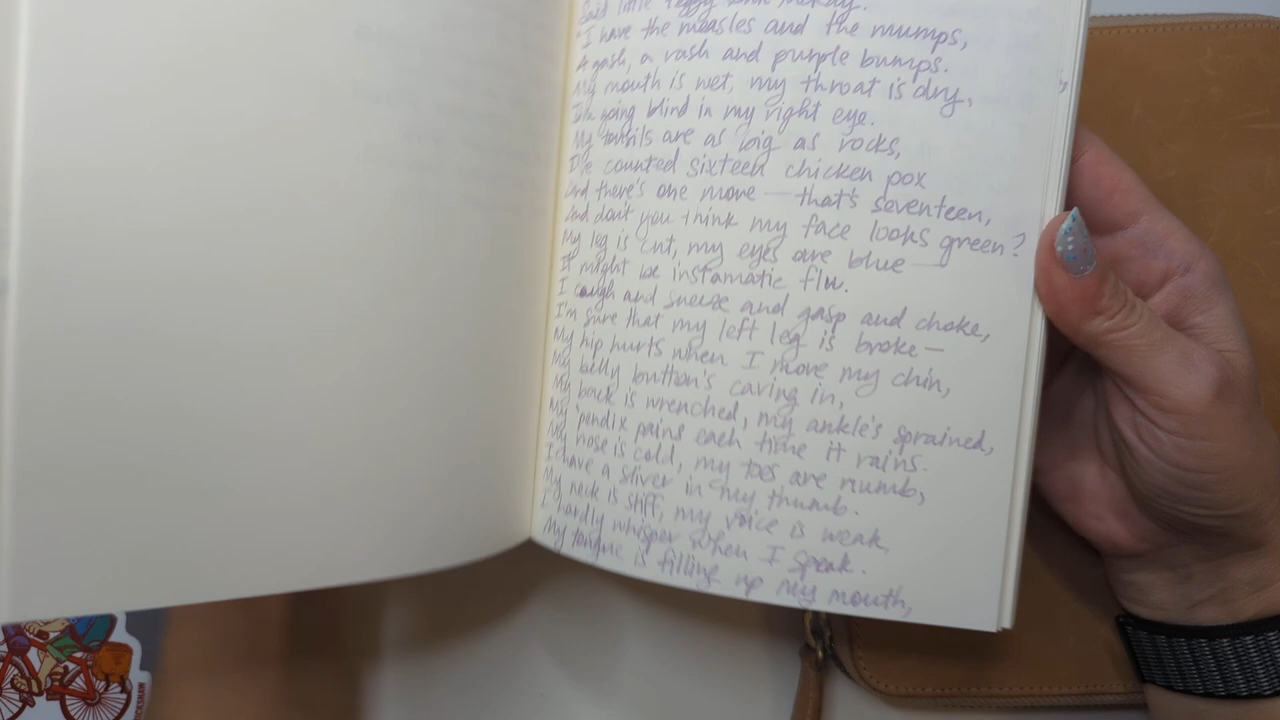 said little Peggy Ann McKay.
"I have the measles and the mumps,
A gash, a rash and purple bumps.
My mouth is wet, my throat is dry,
I'm going blind in my right eye.
My tonsils are as big as rocks,
I've counted sixteen chicken pox
And there's one more — that's seventeen,
And don't you think my face looks green?
My leg is cut, my eyes are blue —
It might be instamatic flu.
I cough and sneeze and gasp and choke,
I'm sure that my left leg is broke—
My hip hurts when I move my chin,
My belly button's caving in,
My back is wrenched, my ankle's sprained,
My 'pendix pains each time it rains.
My nose is cold, my toes are numb,
I have a sliver in my thumb.
My neck is stiff, my voice is weak,
I hardly whisper when I speak.
My tongue is filling up my mouth,